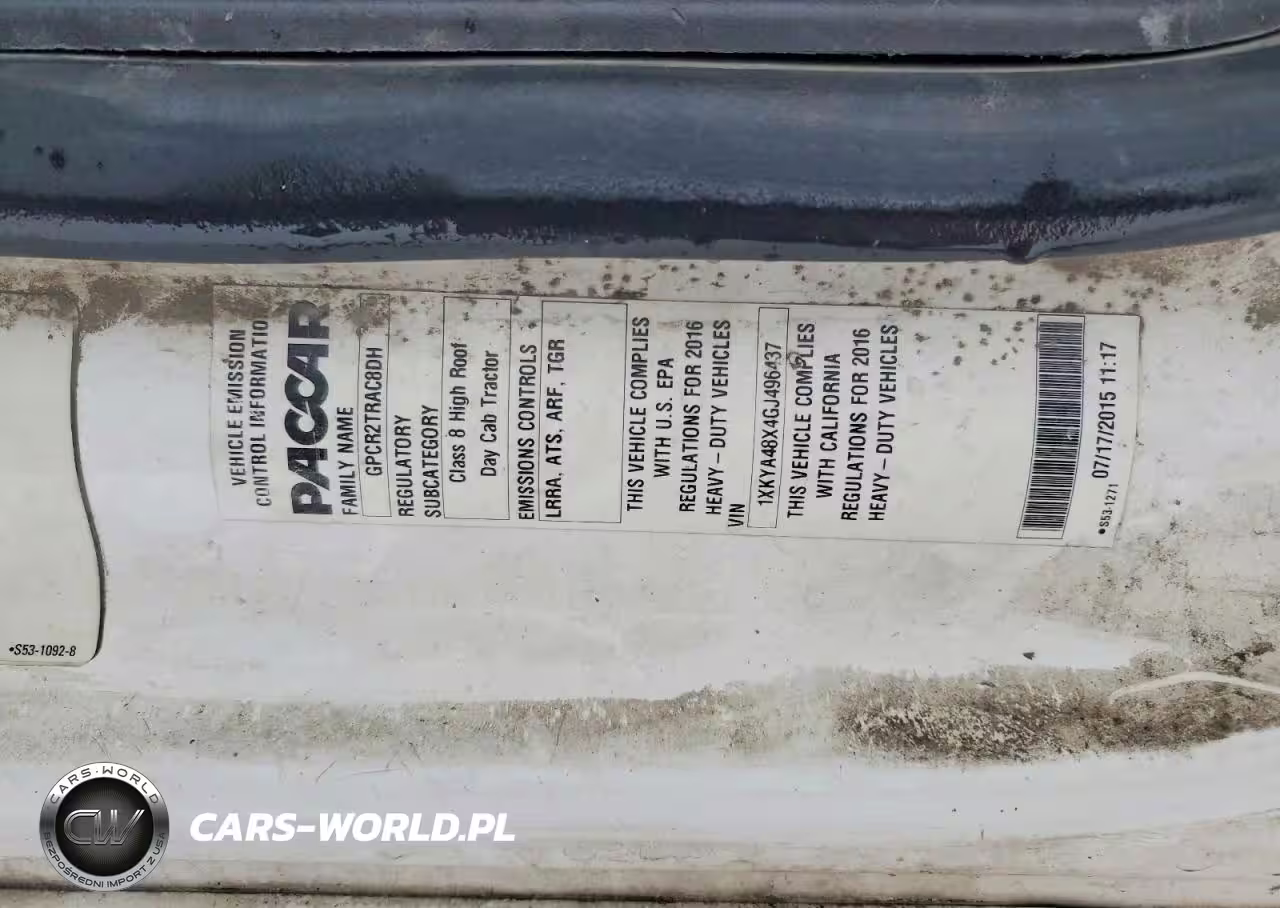 VEHICLE EMISSION
CONTROL INFORMATIO
PACCAR
FAMILY NAME
GPCR2TRAC8DH
REGULATORY
SUBCATEGORY
Class 8 High Roof
Day Cab Tractor
EMISSIONS CONTROLS
LRRA, ATS, ARF, TGR
THIS VEHICLE COMPLIES
WITH U.S. EPA
REGULATIONS FOR 2016
HEAVY-DUTY VEHICLES
VIN
1XKYA48X4GJ496437
THIS VEHICLE COMPLIES
WITH CALIFORNIA
REGULATIONS FOR 2016
HEAVY-DUTY VEHICLES
07/17/2015 11:17
•S53-1271
•S53-1092-8
CARS-WORLD
CW
BEZPOŚREDNI IMPORT Z USA
CARS-WORLD.PL